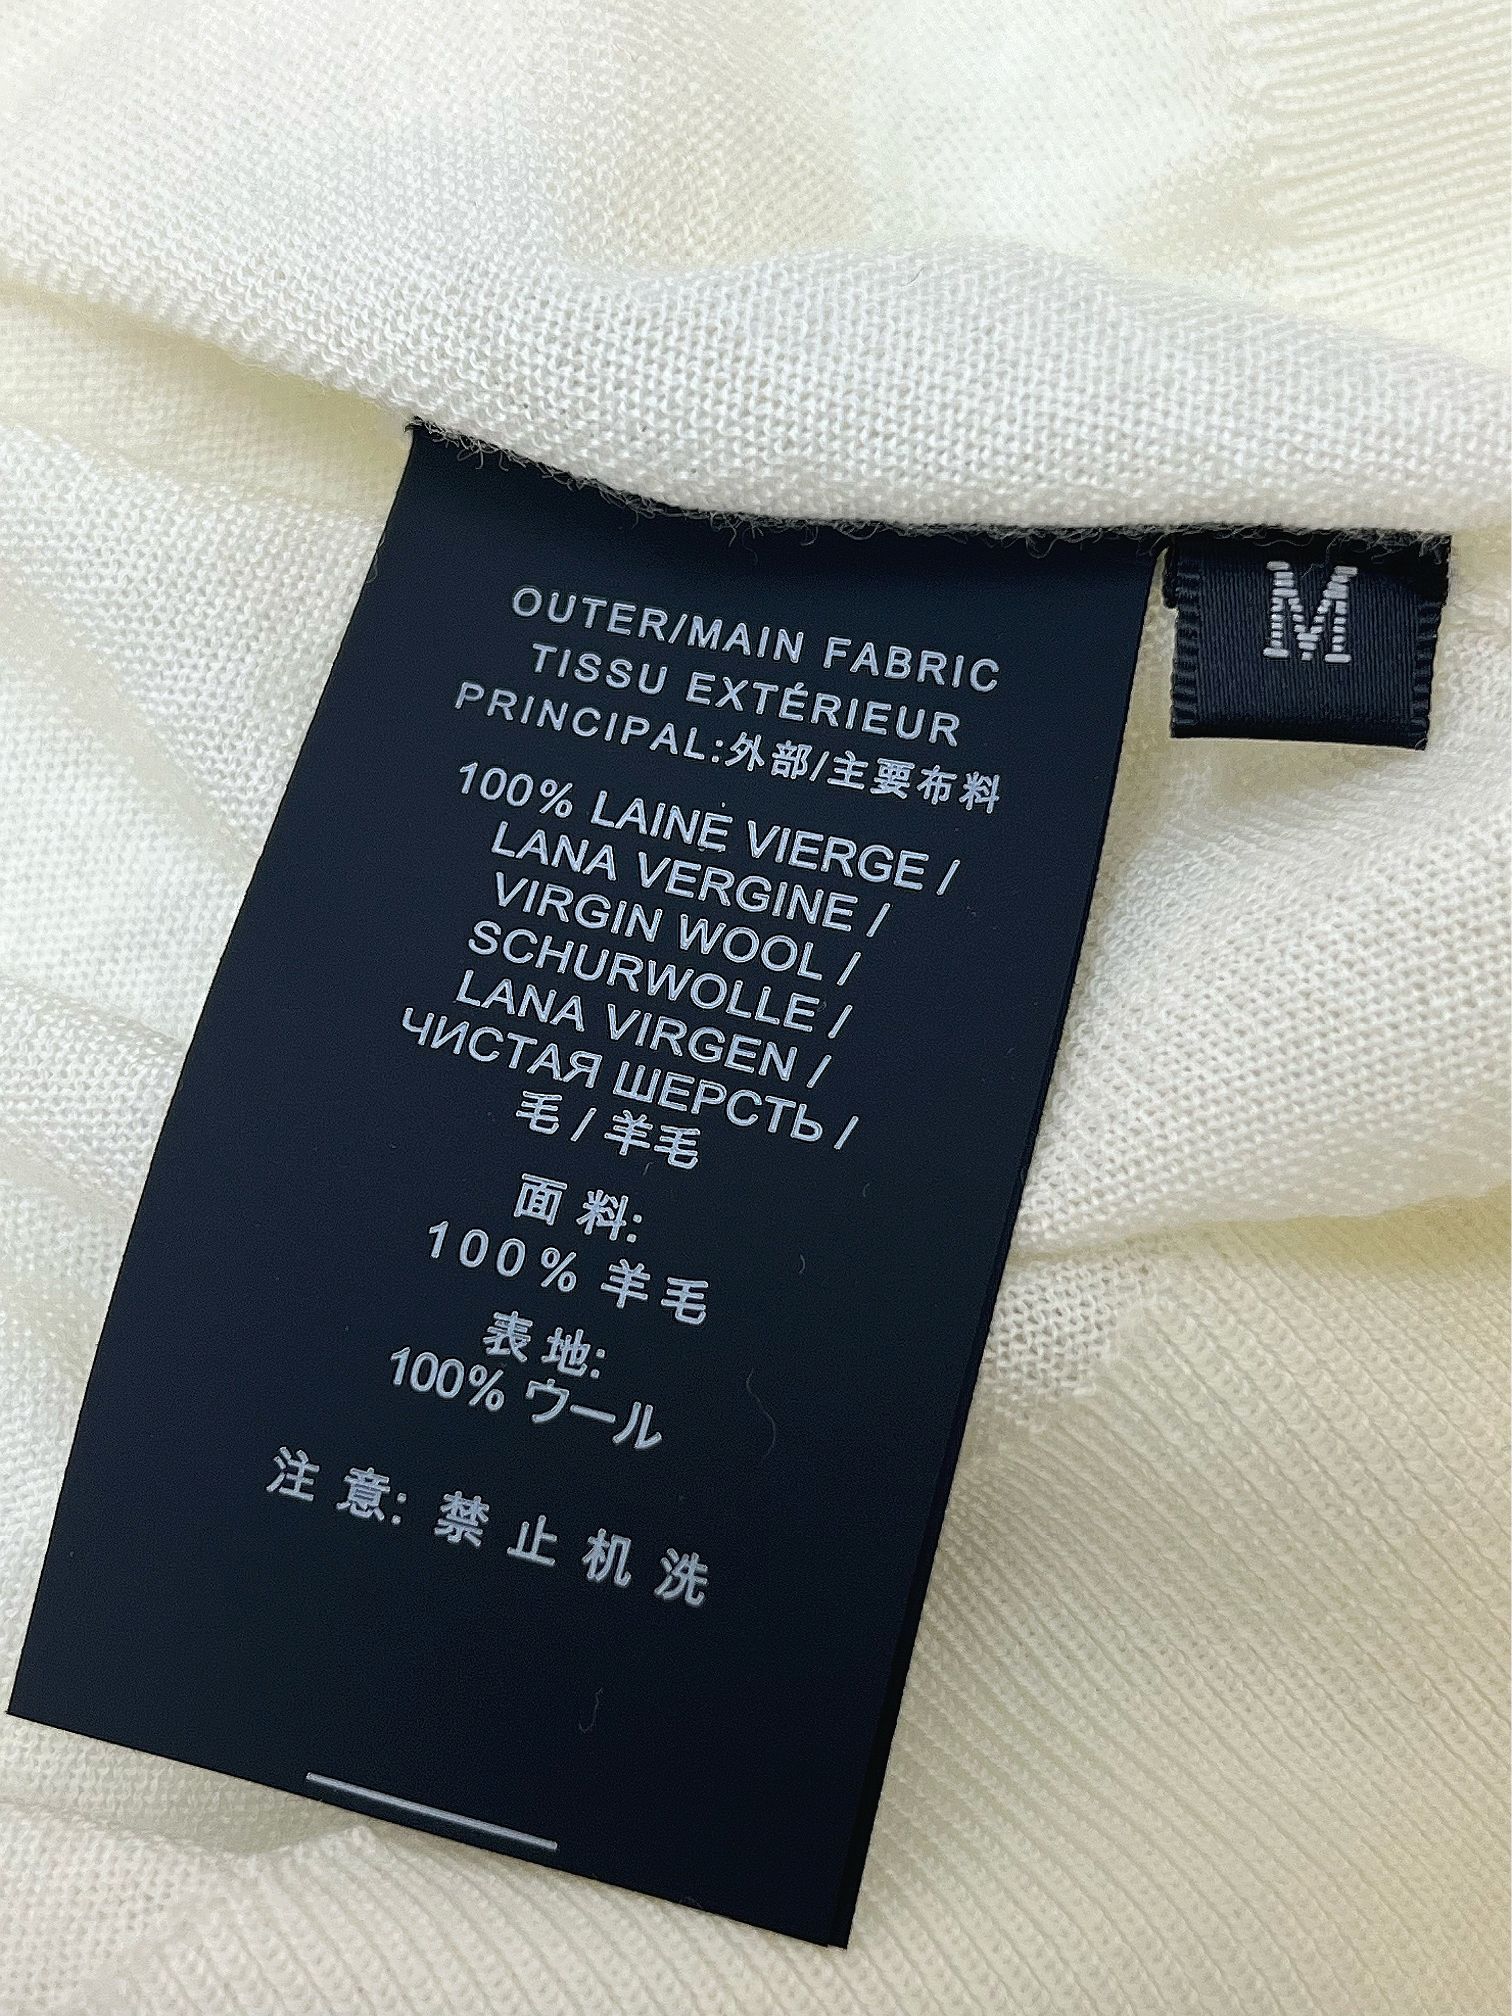 OUTER/MAIN FABRIC
TISSU EXTÉRIEUR
PRINCIPAL:外部/主要布料
100% LAINE VIERGE /
LANA VERGINE /
VIRGIN WOOL /
SCHURWOLLE /
LANA VIRGEN /
ЧИСТАЯ ШЕРСТЬ /
毛 / 羊毛
面 料:
100% 羊毛
表 地:
100% ウール
注 意: 禁 止 机 洗
M